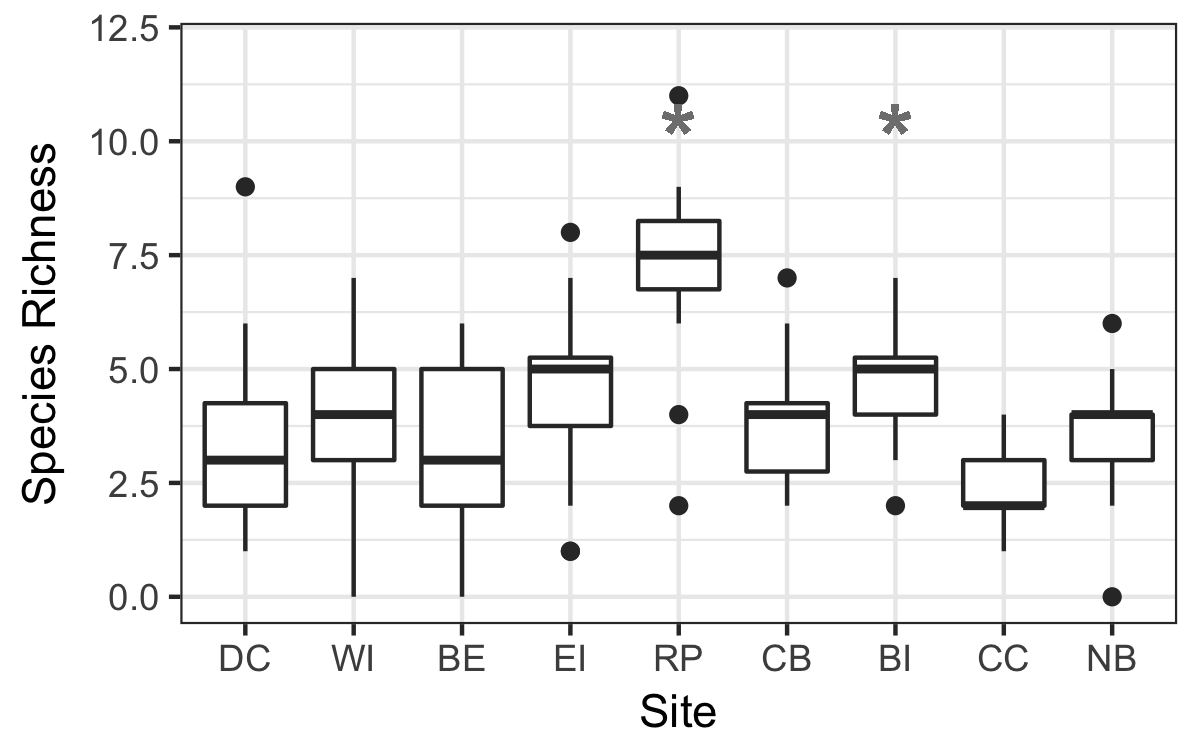 Species Richness
12.5
10.0
7.5
5.0
2.5
0.0
* *
DC WI BE EI RP CB BI CC NB
Site